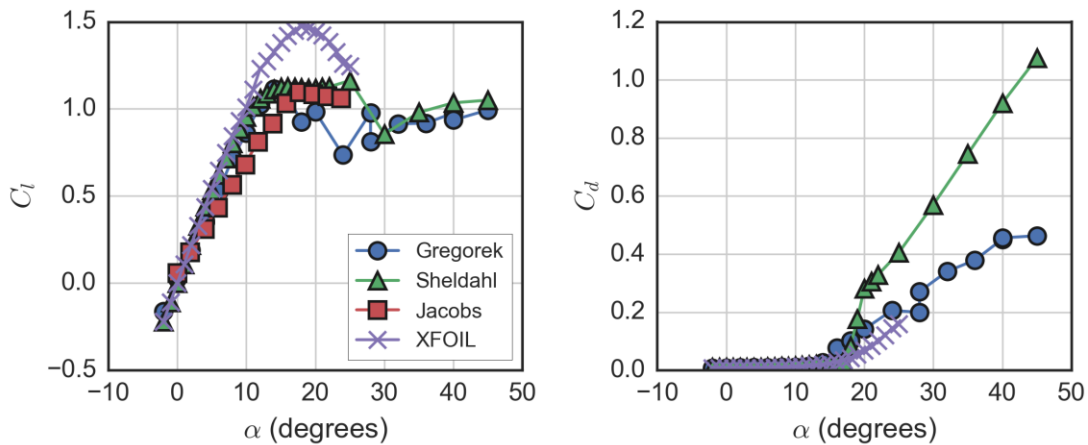 1.5
1.0
0.5
0.0
−0.5
C_l
−10 0 10 20 30 40 50
α (degrees)
Gregorek
Sheldahl
Jacobs
XFOIL
1.2
1.0
0.8
0.6
0.4
0.2
0.0
C_d
−10 0 10 20 30 40 50
α (degrees)